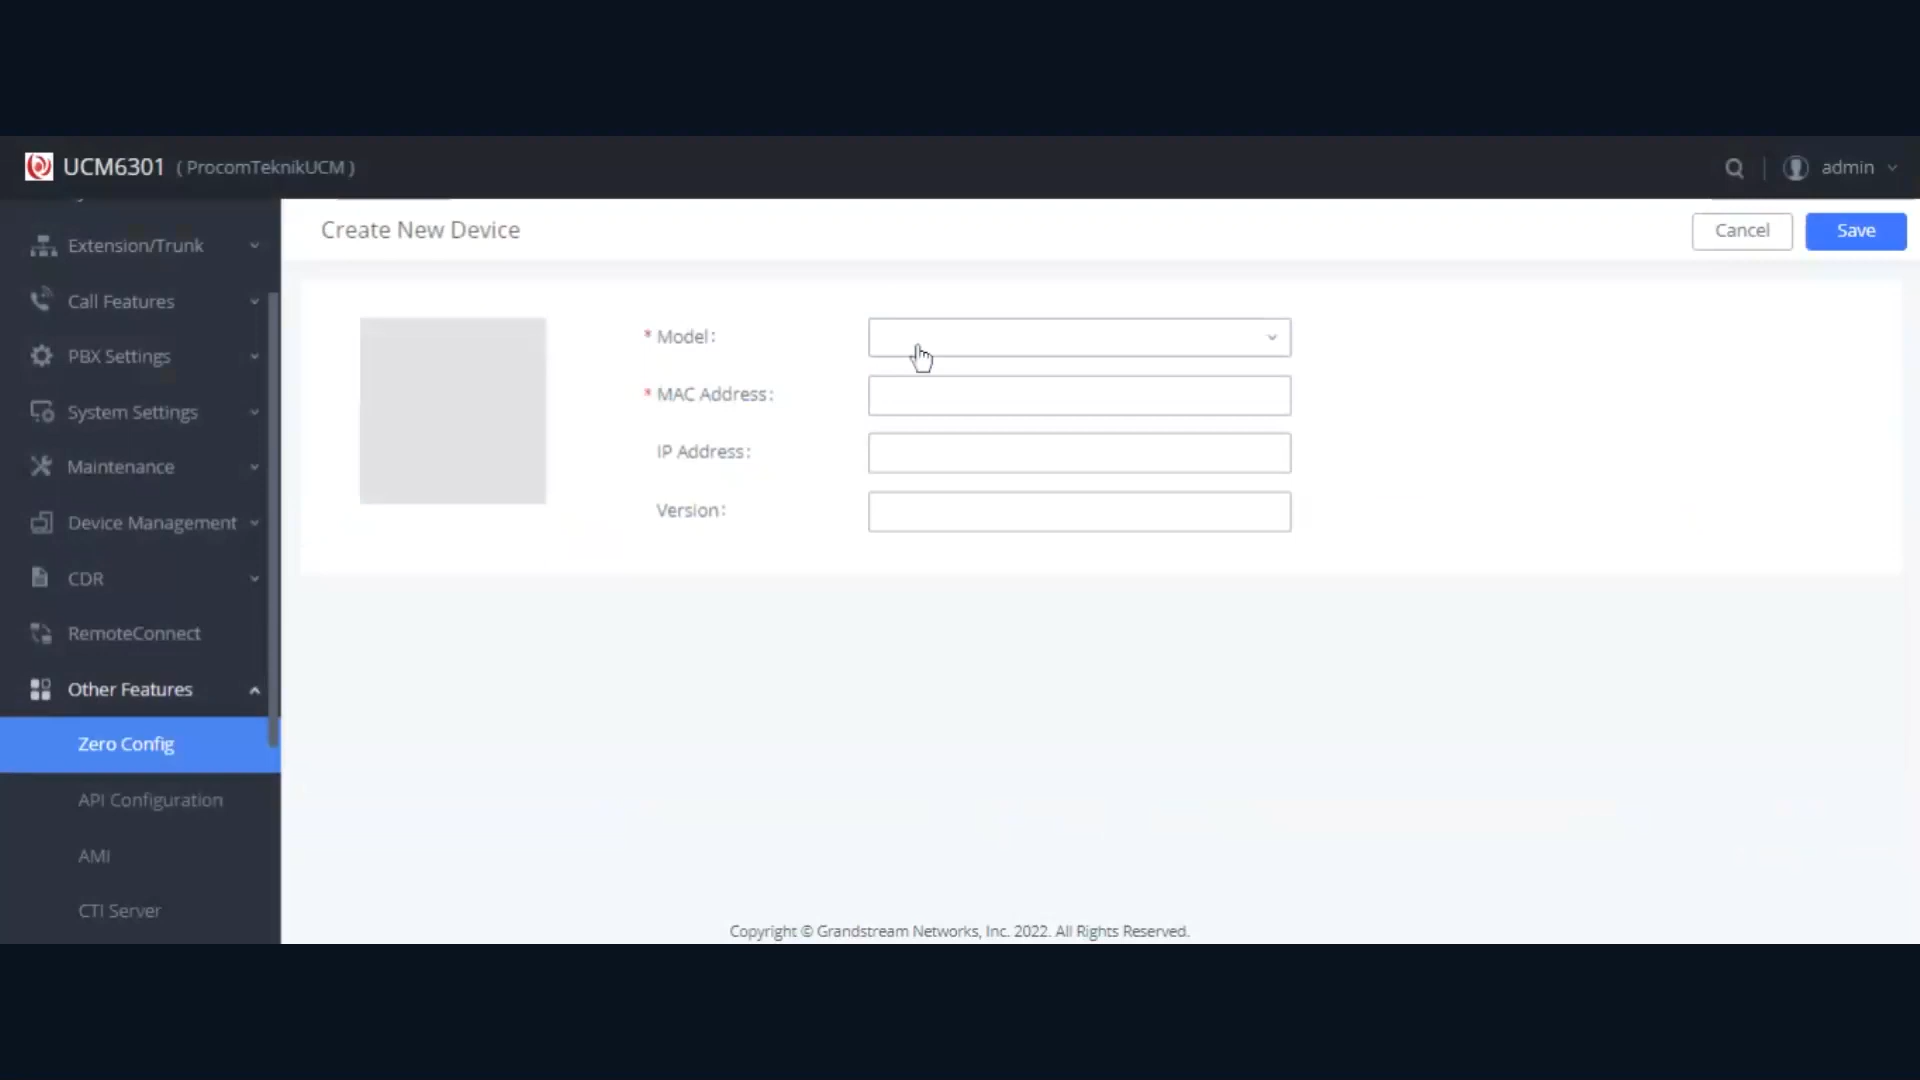 UCM6301 ( ProcomTeknikUCM )
admin
Extension/Trunk
Call Features
PBX Settings
System Settings
Maintenance
Device Management
CDR
RemoteConnect
Other Features
Zero Config
API Configuration
AMI
CTI Server
Create New Device
Cancel
Save
* Model:
* MAC Address:
IP Address:
Version:
Copyright © Grandstream Networks, Inc. 2022. All Rights Reserved.